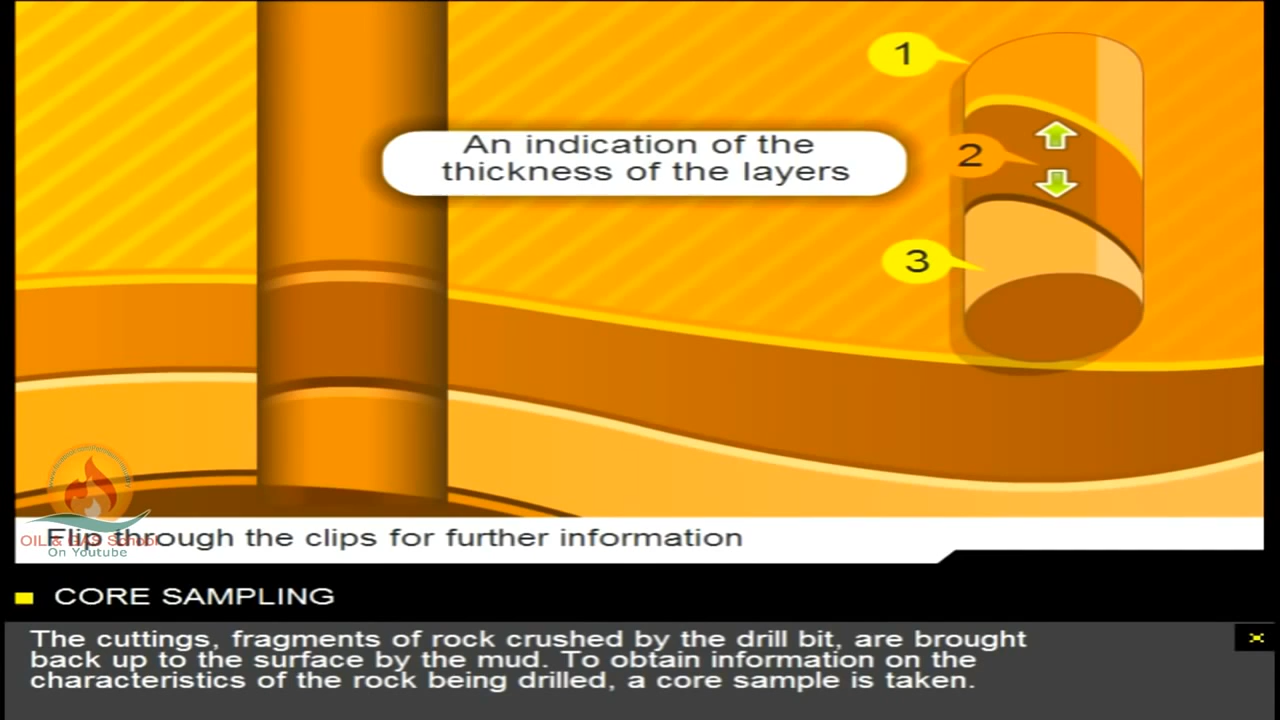 1
An indication of the
thickness of the layers
2
3
Flip through the clips for further information
OIL & GAS School
On Youtube
CORE SAMPLING
The cuttings, fragments of rock crushed by the drill bit, are brought
back up to the surface by the mud. To obtain information on the
characteristics of the rock being drilled, a core sample is taken.